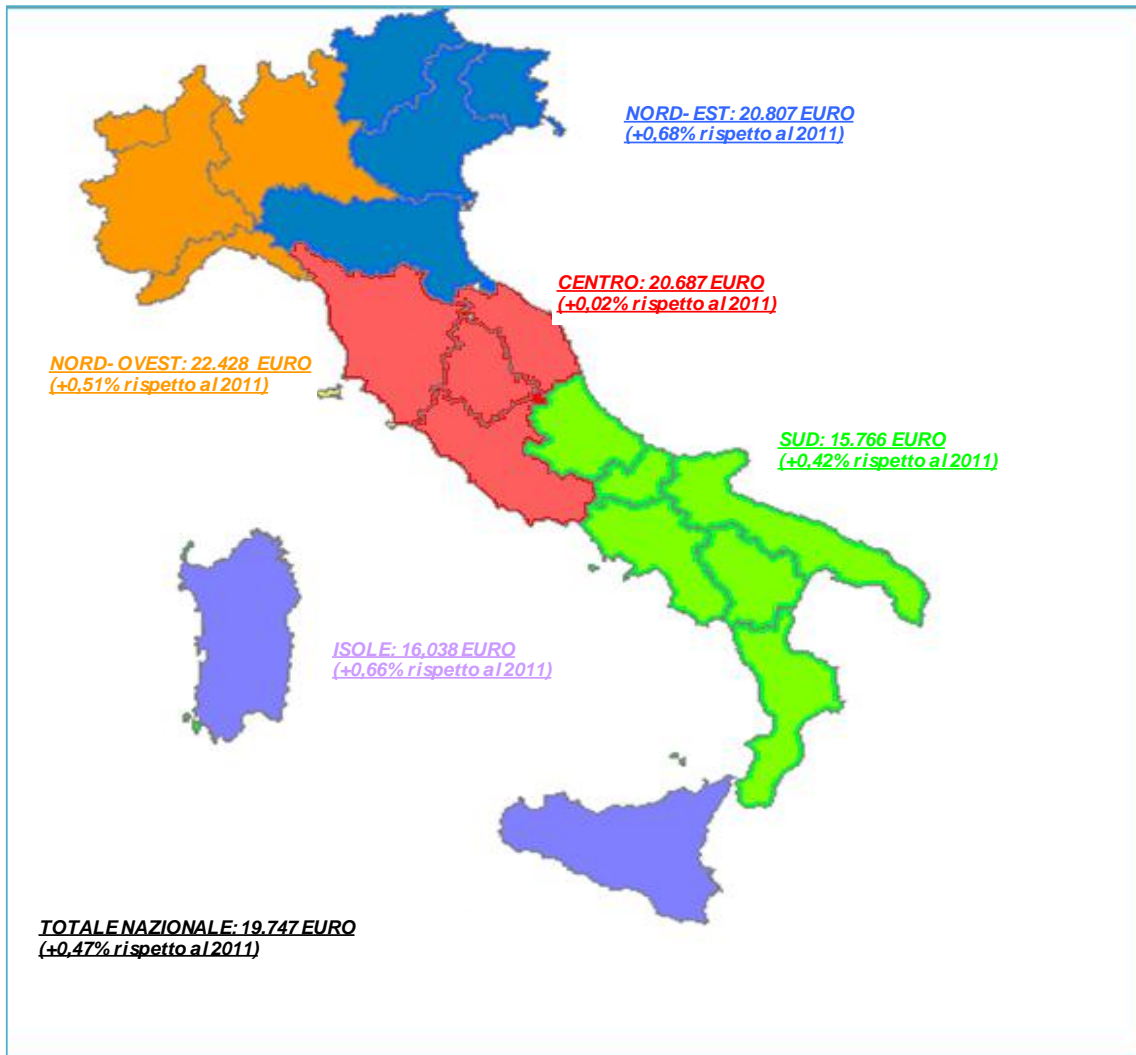 NORD- EST: 20.807 EURO
(+0,68% rispetto al 2011)
CENTRO: 20.687 EURO
(+0,02% rispetto al 2011)
NORD- OVEST: 22.428 EURO
(+0,51% rispetto al 2011)
SUD: 15.766 EURO
(+0,42% rispetto al 2011)
ISOLE: 16,038 EURO
(+0,66% rispetto al 2011)
TOTALE NAZIONALE: 19.747 EURO
(+0,47% rispetto al 2011)